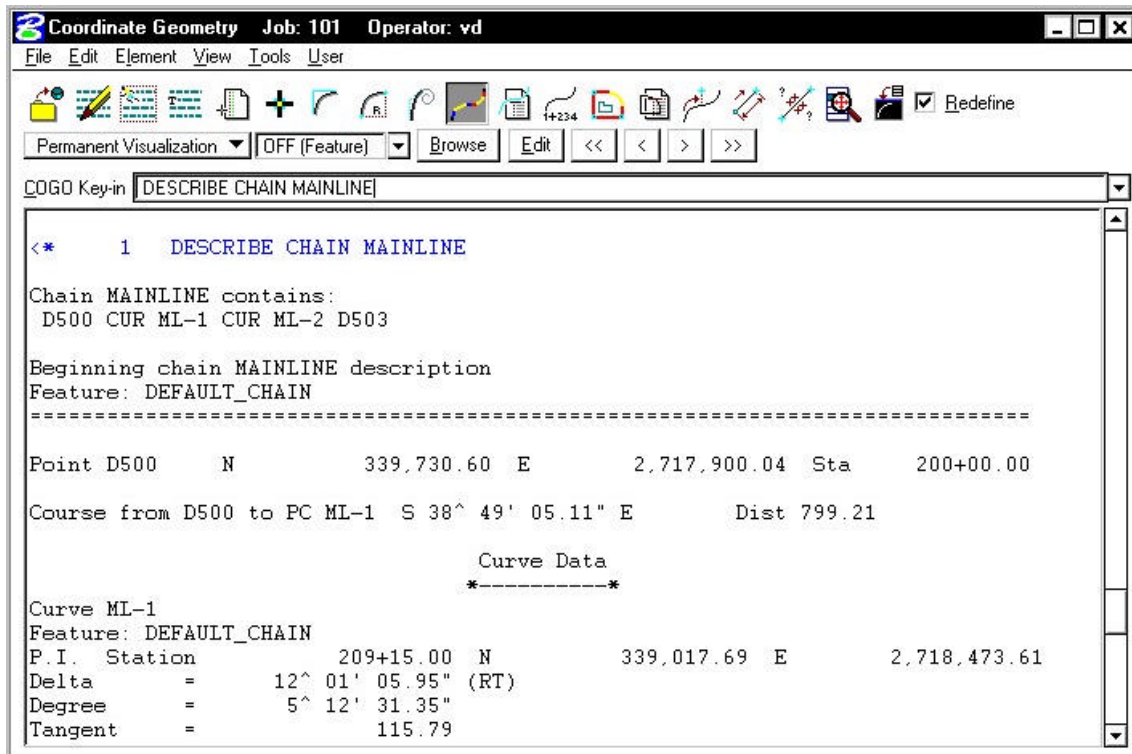 Coordinate Geometry Job: 101 Operator: vd
File Edit Element View Tools User
T R 1+234 ? ? Redefine
Permanent Visualization OFF (Feature) Browse Edit << < > >>
COGO Key-in DESCRIBE CHAIN MAINLINE
<* 1 DESCRIBE CHAIN MAINLINE
Chain MAINLINE contains:
D500 CUR ML-1 CUR ML-2 D503
Beginning chain MAINLINE description
Feature: DEFAULT_CHAIN
==============================================================================
Point D500 N 339,730.60 E 2,717,900.04 Sta 200+00.00
Course from D500 to PC ML-1 S 38^ 49' 05.11" E Dist 799.21
Curve Data
*----------*
Curve ML-1
Feature: DEFAULT_CHAIN
P.I. Station 209+15.00 N 339,017.69 E 2,718,473.61
Delta = 12^ 01' 05.95" (RT)
Degree = 5^ 12' 31.35"
Tangent = 115.79